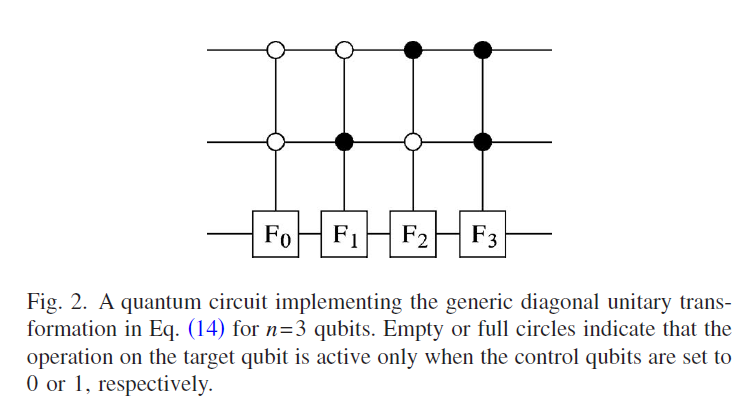 F0 F1 F2 F3
Fig. 2. A quantum circuit implementing the generic diagonal unitary trans-
formation in Eq. (14) for n=3 qubits. Empty or full circles indicate that the
operation on the target qubit is active only when the control qubits are set to
0 or 1, respectively.